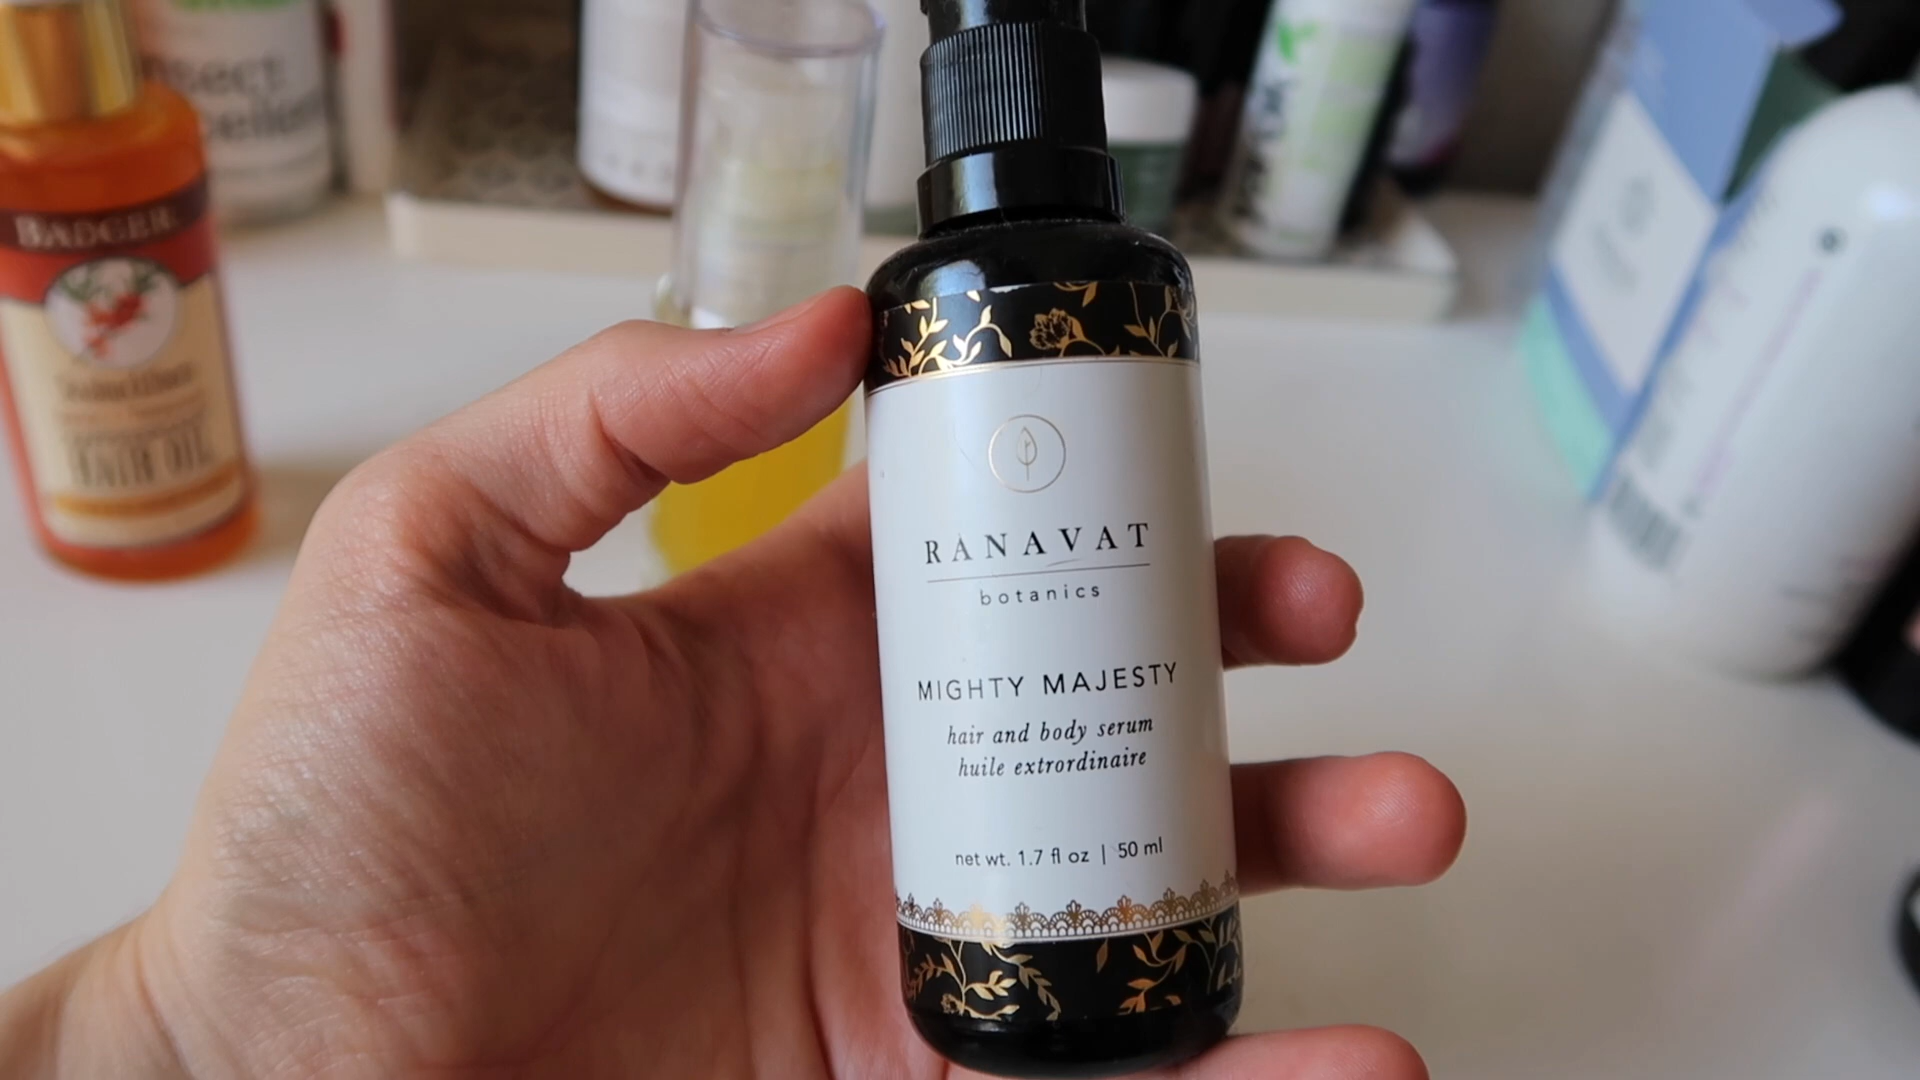 BADGER
HAIR OIL
RANAVAT
botanics
MIGHTY MAJESTY
hair and body serum
huile extrordinaire
net wt. 1.7 fl oz | 50 ml